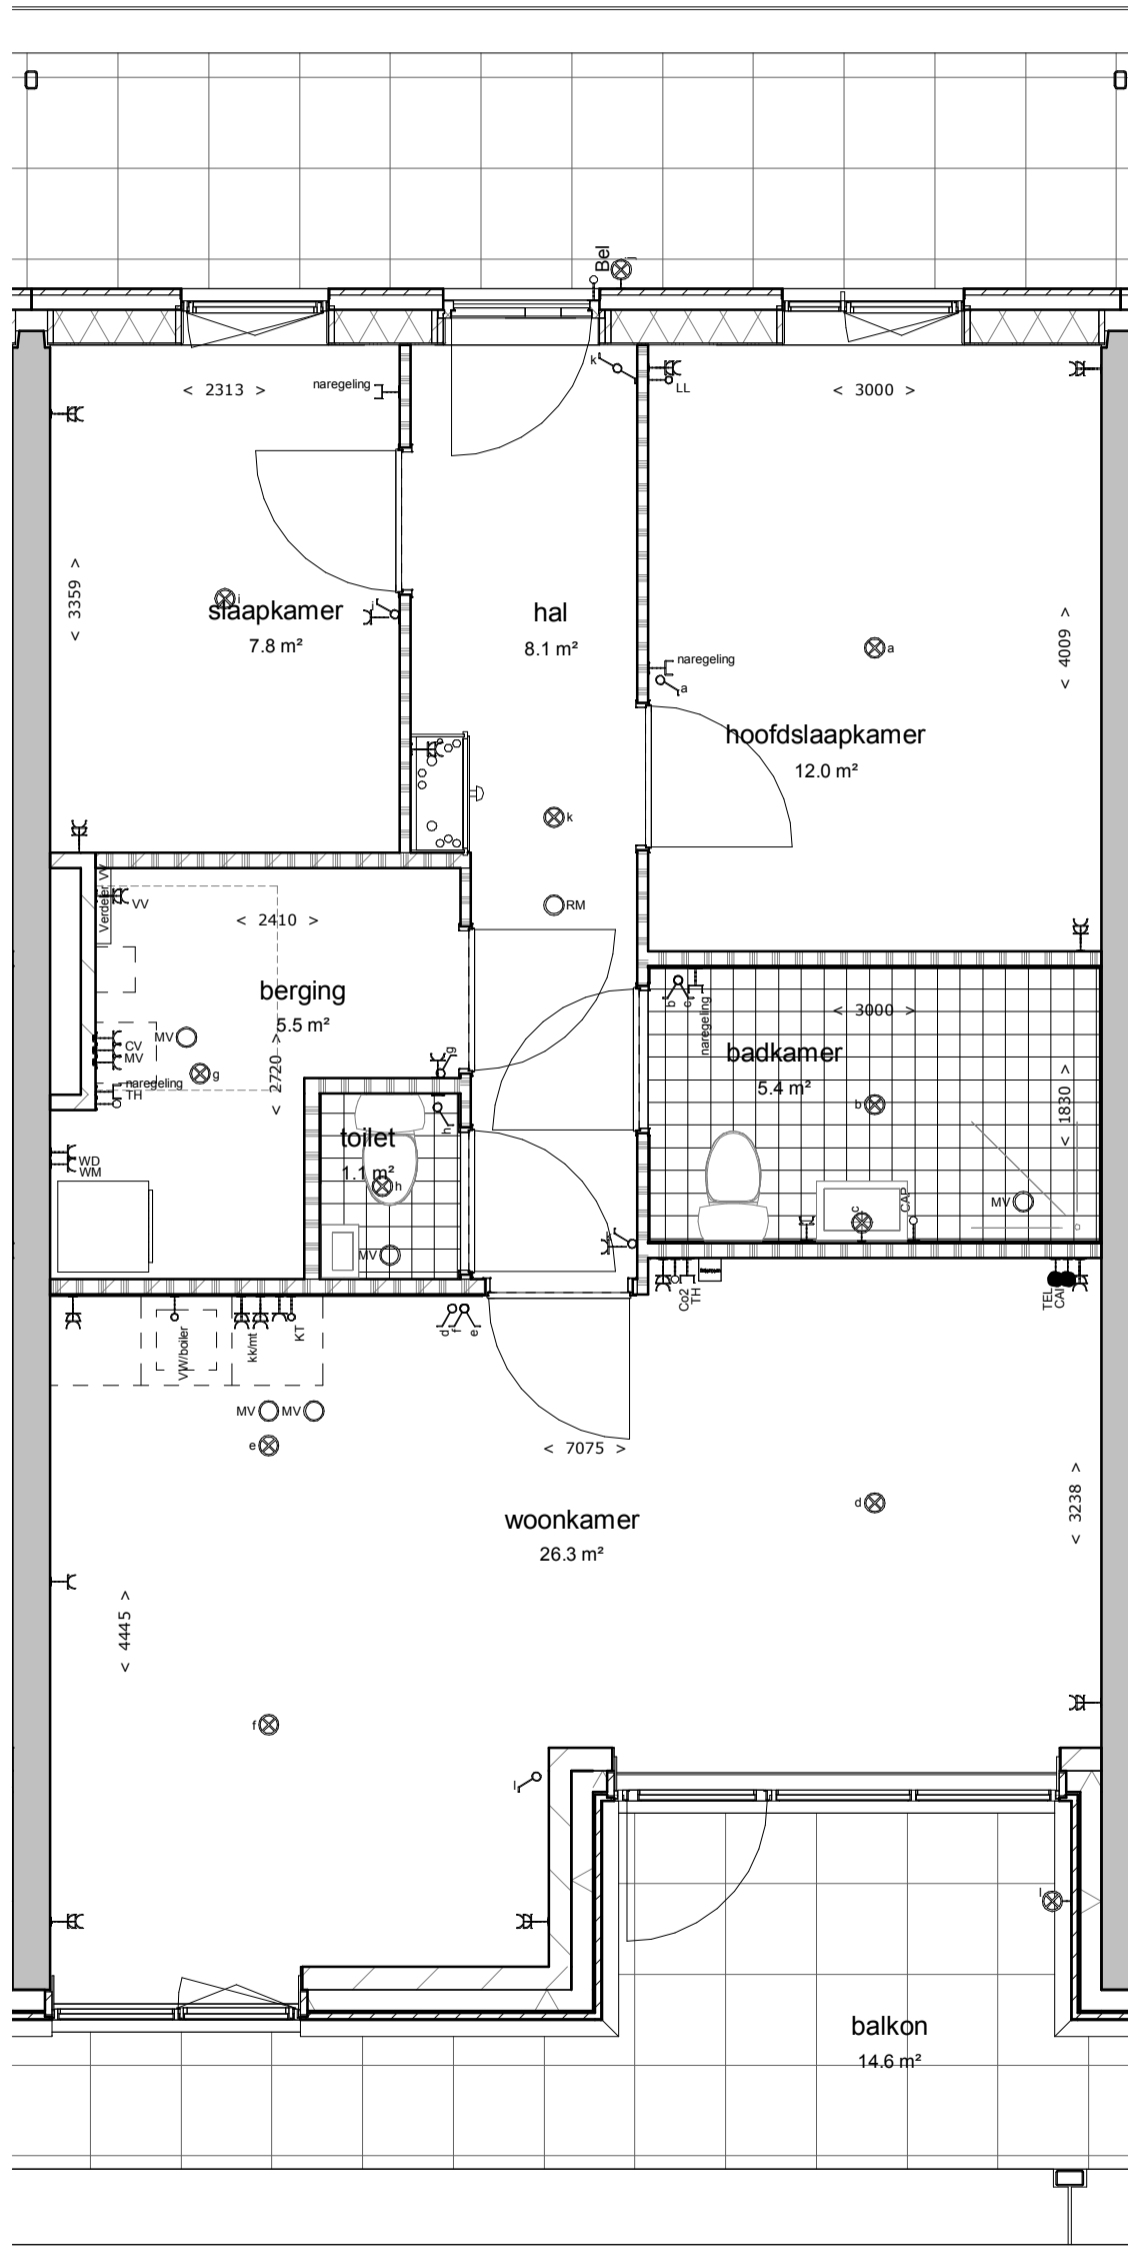 Bel
j
< 2313 >
naregeling
k
LL
< 3000 >
< 3359 >
i
slaapkamer
7.8 m²
i
hal
8.1 m²
naregeling
a
a
< 4009 >
hoofdslaapkamer
12.0 m²
k
RM
Verdeler VV
VV
< 2410 >
berging
5.5 m²
MV
CV
MV
g
g
naregeling
TH
< 2720 >
b
c
naregeling
< 3000 >
badkamer
5.4 m²
b
< 1830 >
h
toilet
1.1 m²
h
WD
WM
MV
c
CAP
MV
k
Co2
TH
TEL
CAI
VW/boiler
kk/mt
KT
d
f
e
MV
MV
e
< 7075 >
d
< 3238 >
woonkamer
26.3 m²
< 4445 >
f
l
l
balkon
14.6 m²